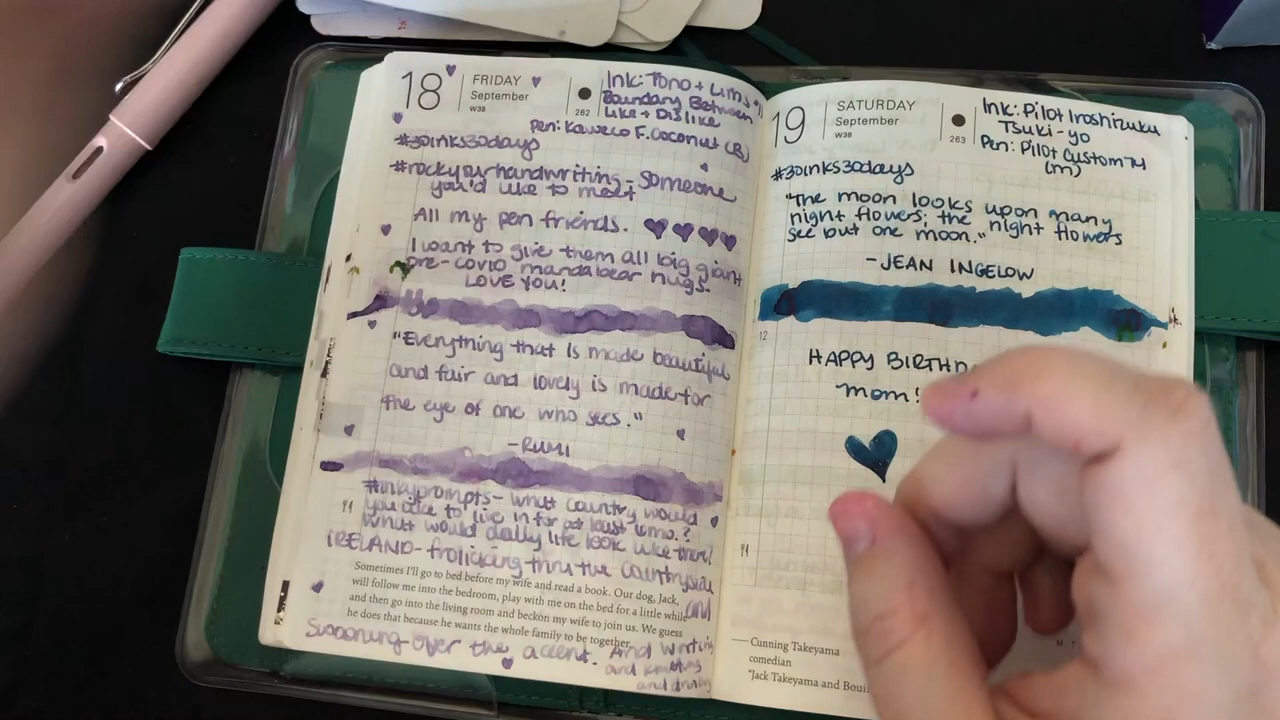 18
FRIDAY
September
W38
262
Ink: Tono + Lims
Boundary Between
Like + Dislike
Pen: Kaweco F. Coconut (B)
#30inks30days
#rockyourhandwriting - Someone
you'd like to meet
All my pen friends.
I want to give them all big giant
pre-covid mandabear hugs.
LOVE YOU!
"Everything that is made beautiful
and fair and lovely is made for
the eye of one who sees."
-RUMI
#inkyprompts - what country would
you like to live in for at least 6mo.?
What would daily life look like there?
IRELAND - frolicking thru the countryside
and
Sometimes I'll go to bed before my wife and read a book. Our dog, Jack,
will follow me into the bedroom, play with me on the bed for a little while
and then go into the living room and beckon my wife to join us. We guess
he does that because he wants the whole family to be together.
Swooning over the accent. And writing
and knitting
and
19
SATURDAY
September
W38
263
Ink: Pilot Iroshizuku
Tsuki-yo
Pen: Pilot Custom 74
(m)
#30inks30days
"The moon looks upon many
night flowers; the night flowers
see but one moon."
-JEAN INGELOW
12
HAPPY BIRTHD
mom!
Cunning Takeyama
comedian
"Jack Takeyama and Boui